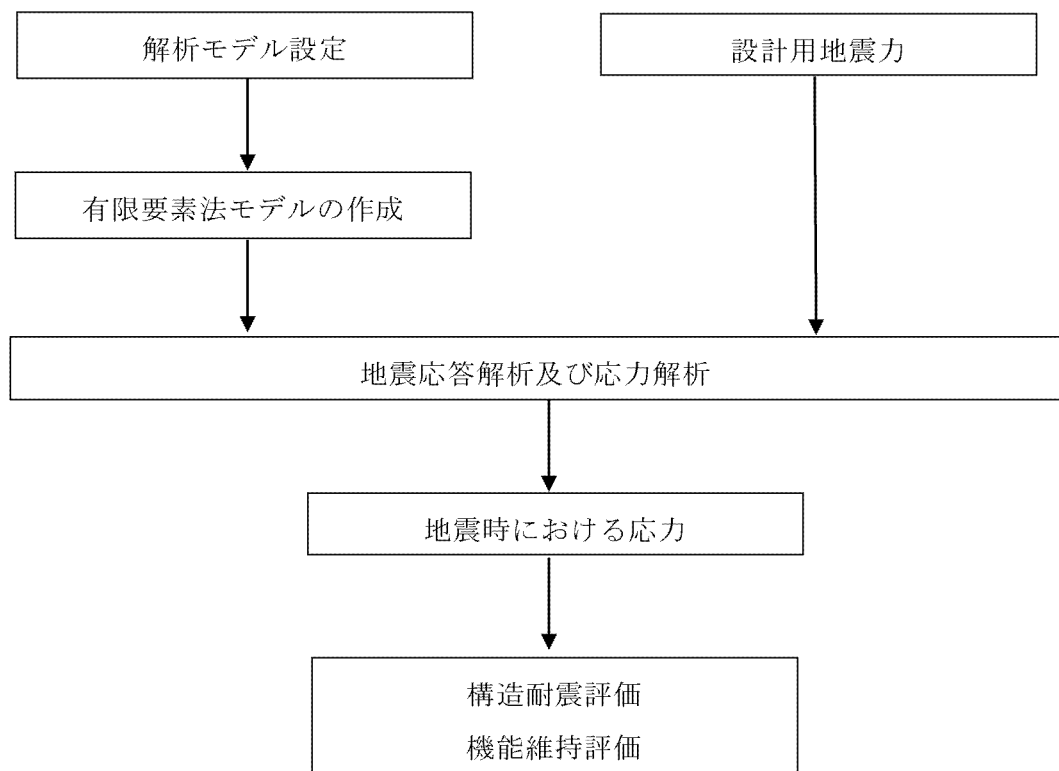 解析モデル設定
設計用地震力
有限要素法モデルの作成
地震応答解析及び応力解析
地震時における応力
構造耐震評価
機能維持評価